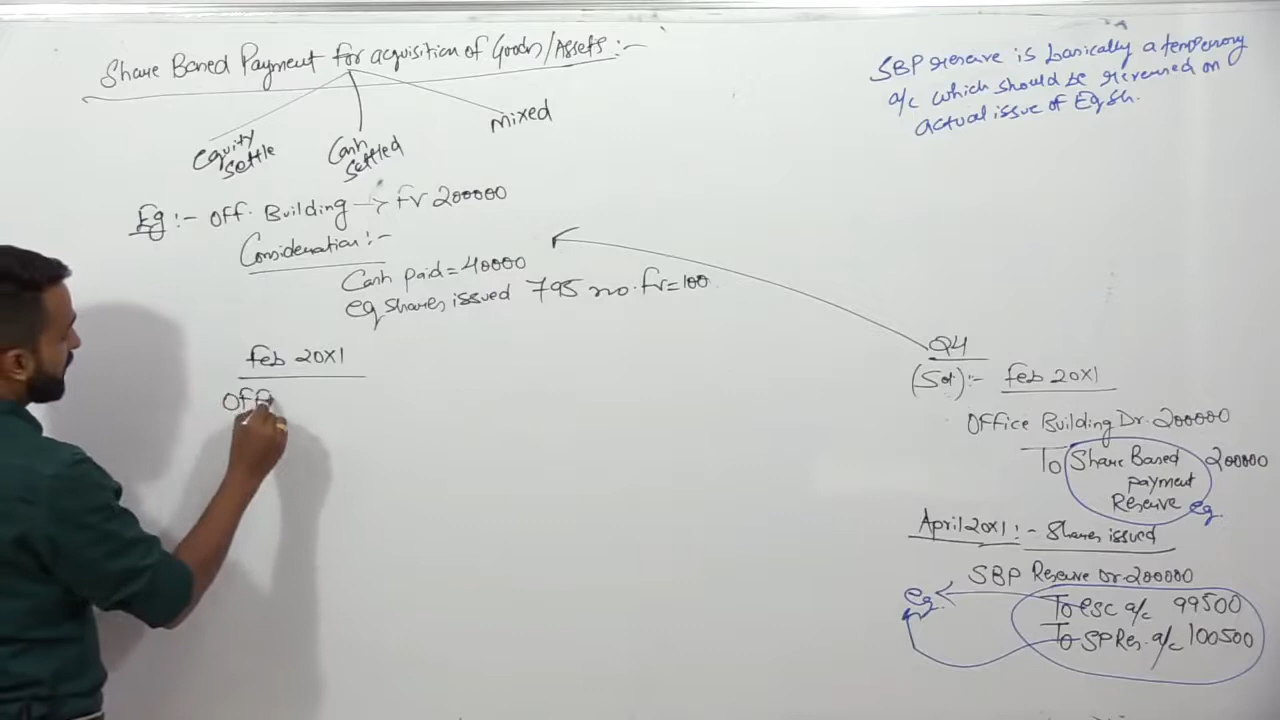 Share Based Payment for acquisition of Goods/Assets :-
Equity Settle
Cash Settled
mixed
Eg :- Off. Building → fv 200000
Consideration :-
Cash paid = 40000
eq shares issued 795 no. fv=100
feb 20x1
Off
SBP reserve is basically a temporary
a/c which should be reversed on
actual issue of Eq sh.
Q4
(Sol) :- feb 20x1
Office Building Dr. 200000
To Share Based 200000
payment
Reserve eq.
April 20x1 :- Shares issued
SBP Reserve Dr. 200000
eq.
To esc a/c 99500
To SP Res. a/c 100500